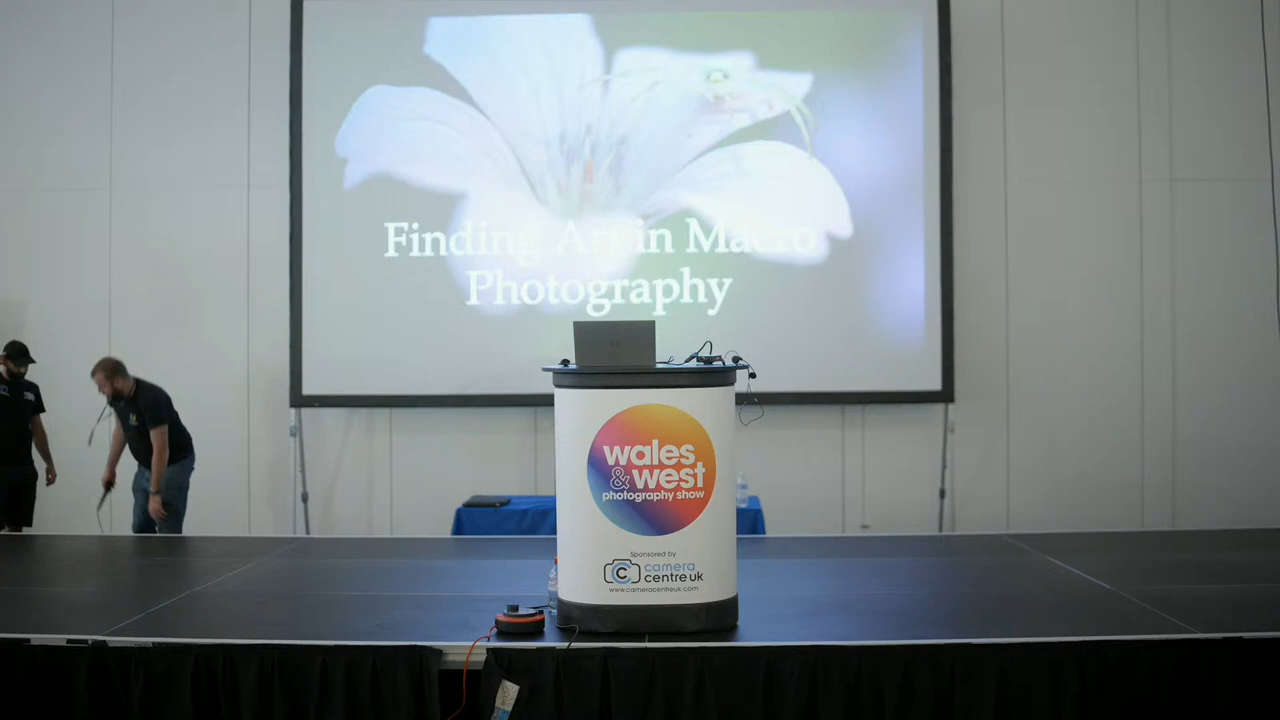 Finding Art in Macro
Photography
wales
&west
photography show
Sponsored by
camera
centre uk
www.cameracentreuk.com